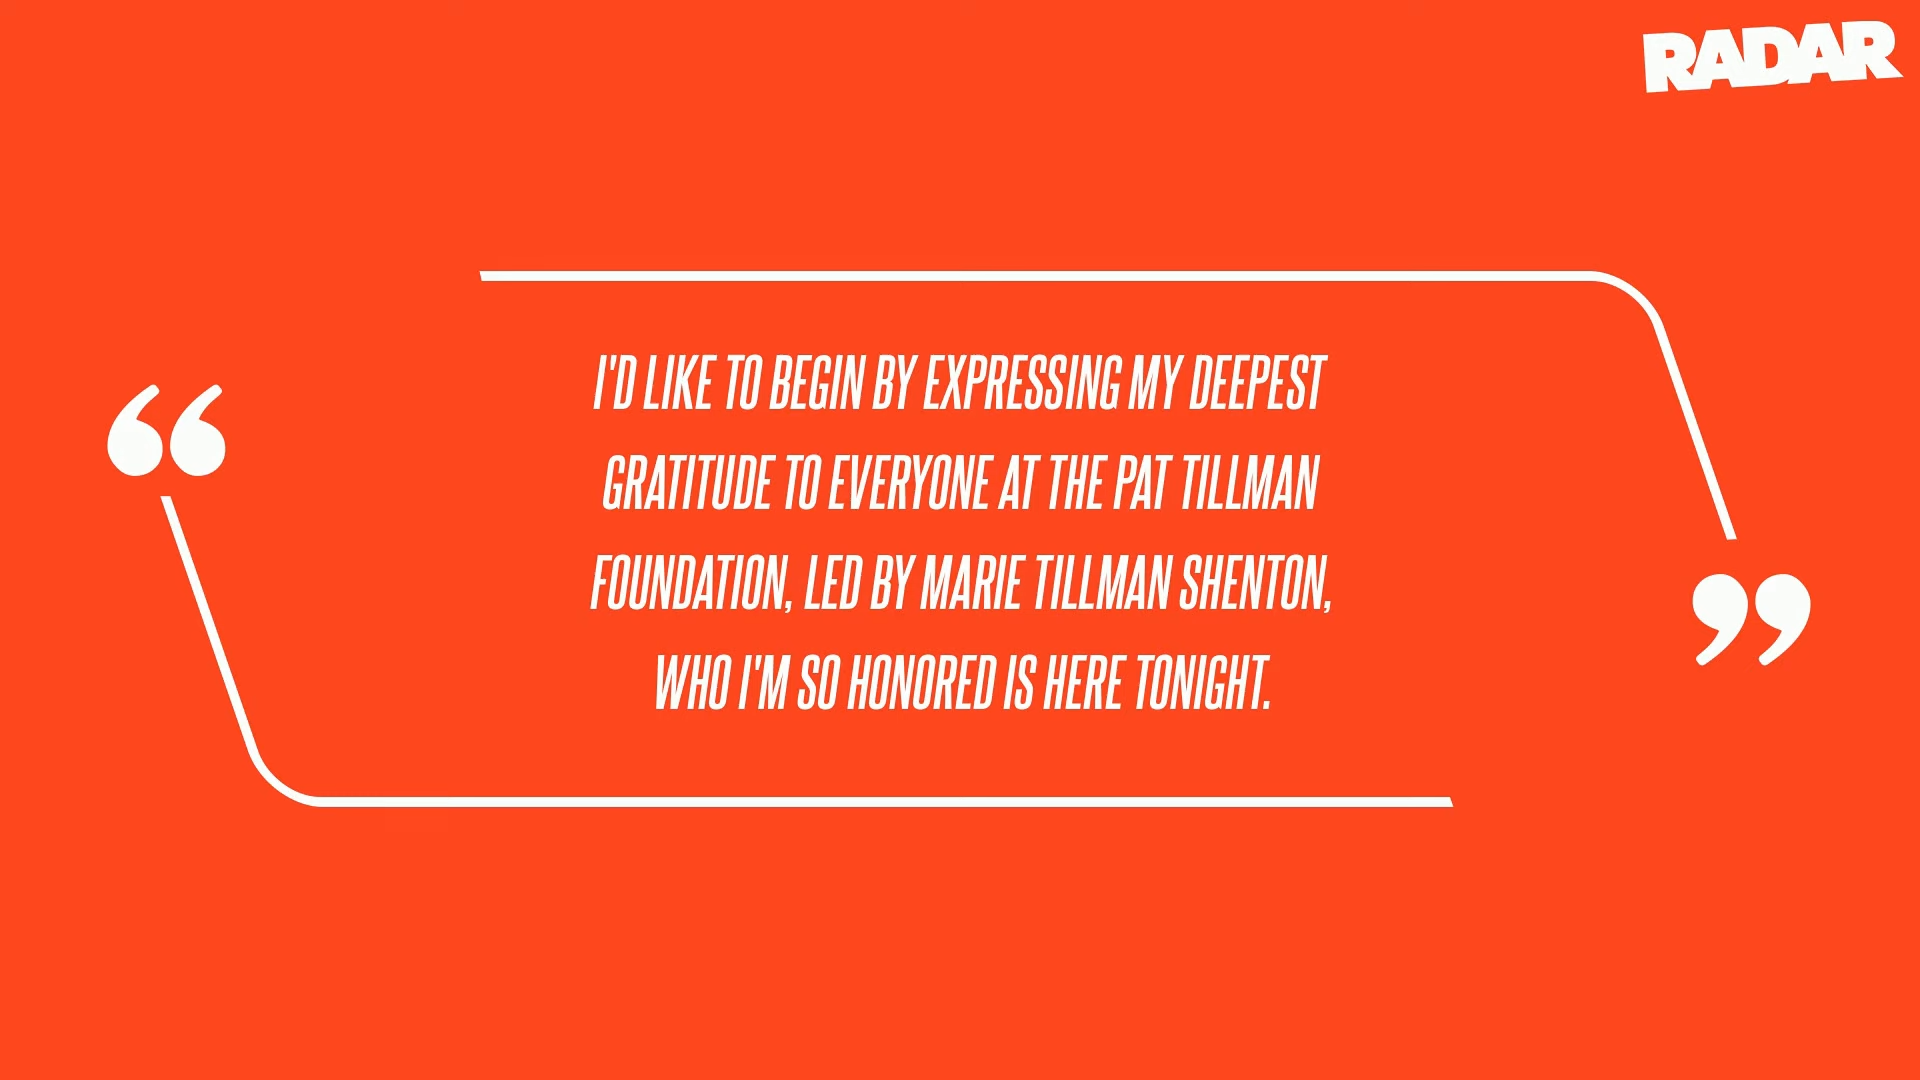 RADAR
“
I'D LIKE TO BEGIN BY EXPRESSING MY DEEPEST
GRATITUDE TO EVERYONE AT THE PAT TILLMAN
FOUNDATION, LED BY MARIE TILLMAN SHENTON,
WHO I'M SO HONORED IS HERE TONIGHT.
”